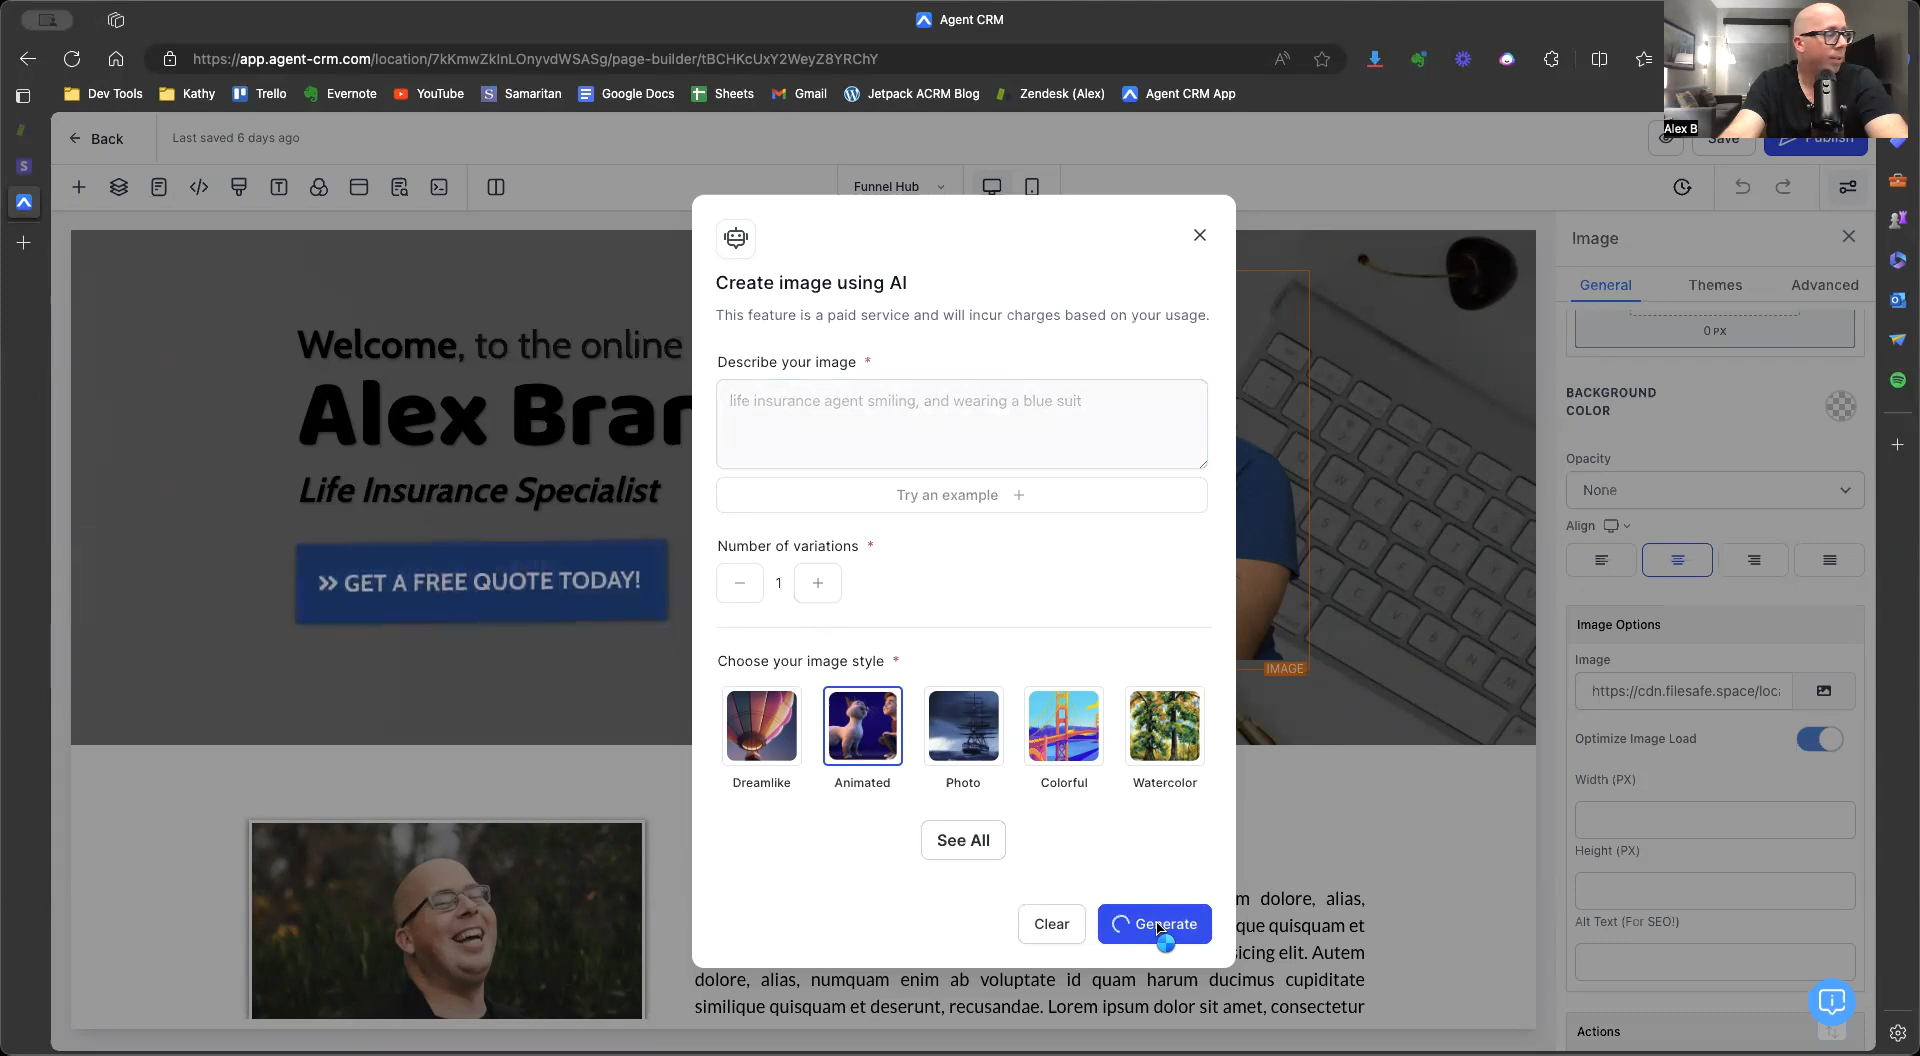 Agent CRM
https://app.agent-crm.com/location/7kKmwZkInLOnyvdWSASg/page-builder/tBCHKcUxY2WeyZ8YRChY
Dev Tools
Kathy
Trello
Evernote
YouTube
Samaritan
Google Docs
Sheets
Gmail
Jetpack ACRM Blog
Zendesk (Alex)
Agent CRM App
Alex B
Back
Last saved 6 days ago
Save
Publish
Funnel Hub
Welcome, to the online
Alex Bran
Life Insurance Specialist
>> GET A FREE QUOTE TODAY!
Create image using AI
This feature is a paid service and will incur charges based on your usage.
Describe your image *
life insurance agent smiling, and wearing a blue suit
Try an example +
Number of variations *
1
Choose your image style *
Dreamlike
Animated
Photo
Colorful
Watercolor
See All
Clear
Generate
IMAGE
m dolore, alias,
que quisquam et
sicing elit. Autem
dolore, alias, numquam enim ab voluptate id quam harum ducimus cupiditate
similique quisquam et deserunt, recusandae. Lorem ipsum dolor sit amet, consectetur
Image
General
Themes
Advanced
0 PX
BACKGROUND
COLOR
Opacity
None
Align
Image Options
Image
https://cdn.filesafe.space/loc
Optimize Image Load
Width (PX)
Height (PX)
Alt Text (For SEO!)
Actions